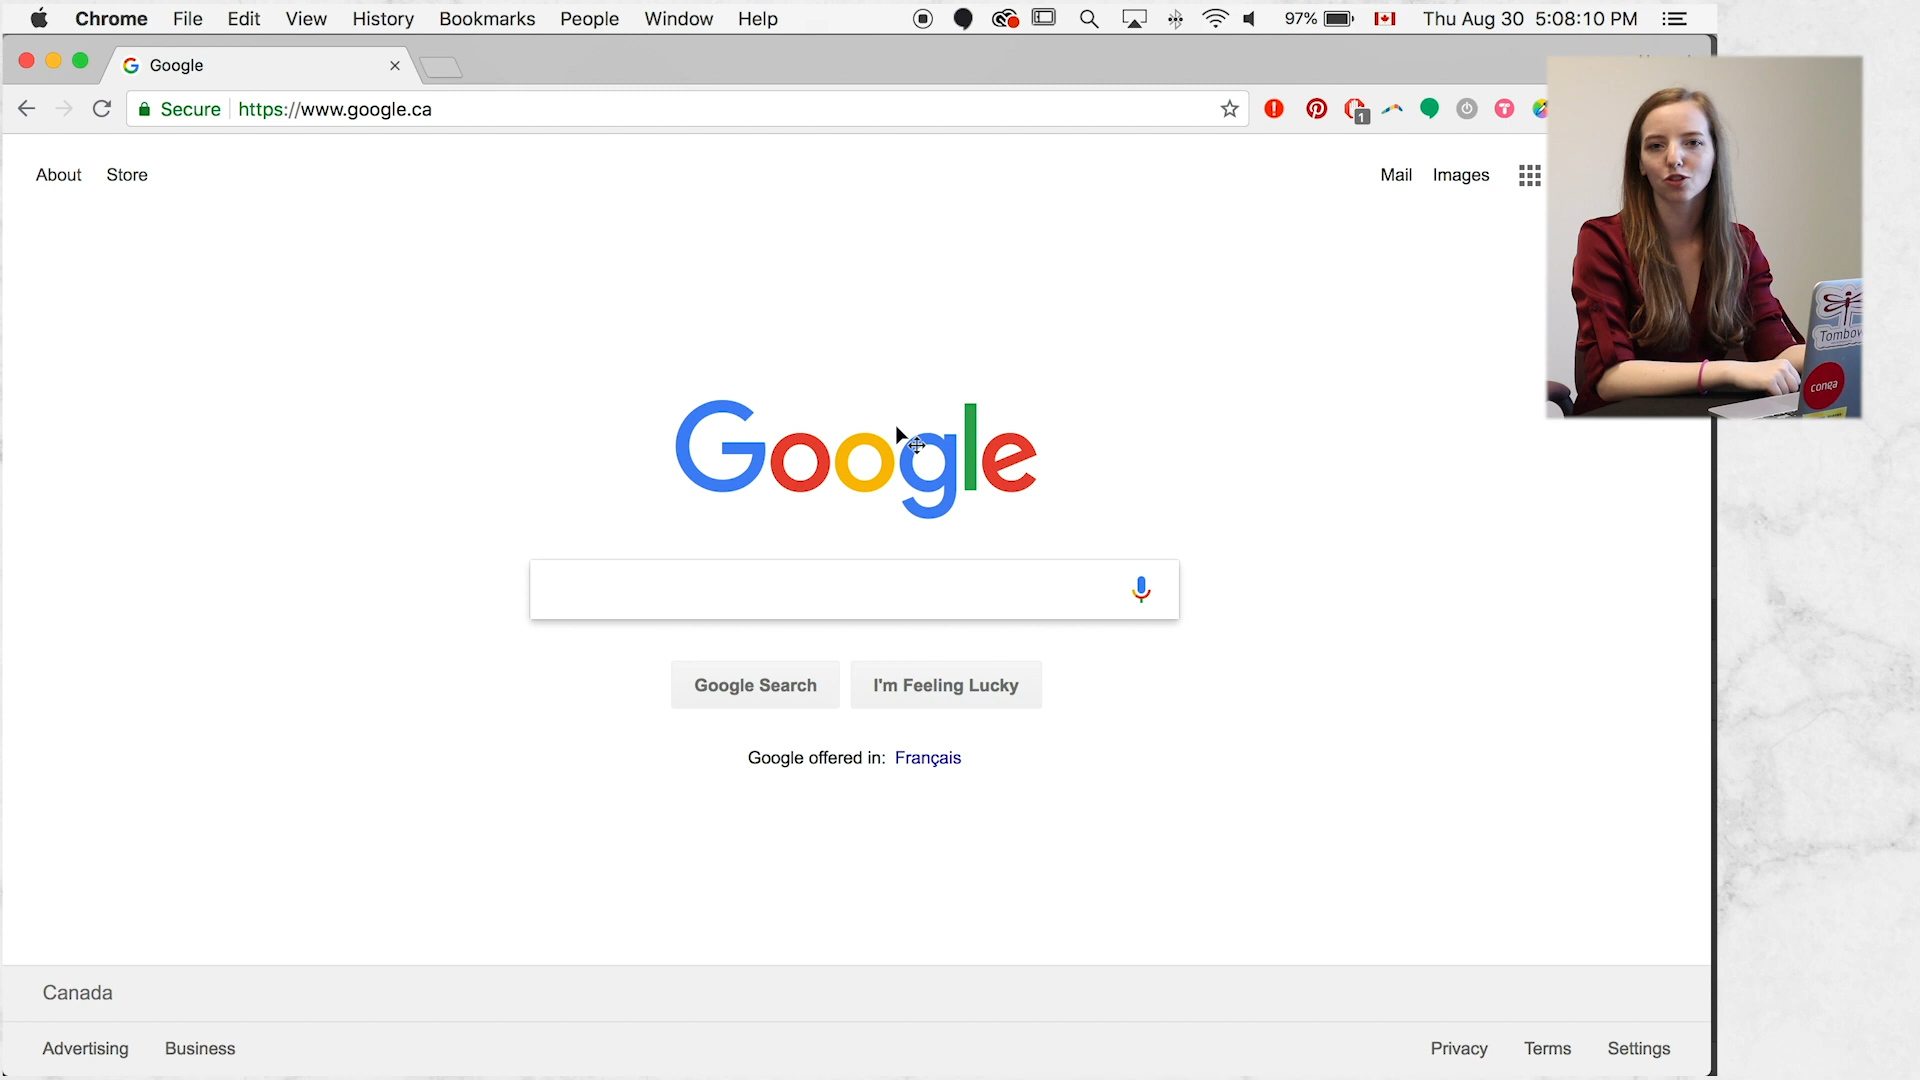 Chrome File Edit View History Bookmarks People Window Help 97% Thu Aug 30 5:08:10 PM
Google
Secure https://www.google.ca
1
About Store Mail Images
Tombow
conga
Google
Google Search I'm Feeling Lucky
Google offered in: Français
Canada
Advertising Business Privacy Terms Settings